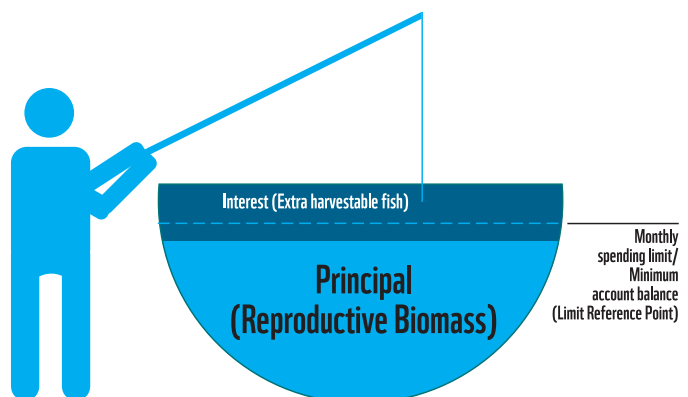 Interest (Extra harvestable fish)
Monthly
spending limit/
Minimum
account balance
(Limit Reference Point)
Principal
(Reproductive Biomass)